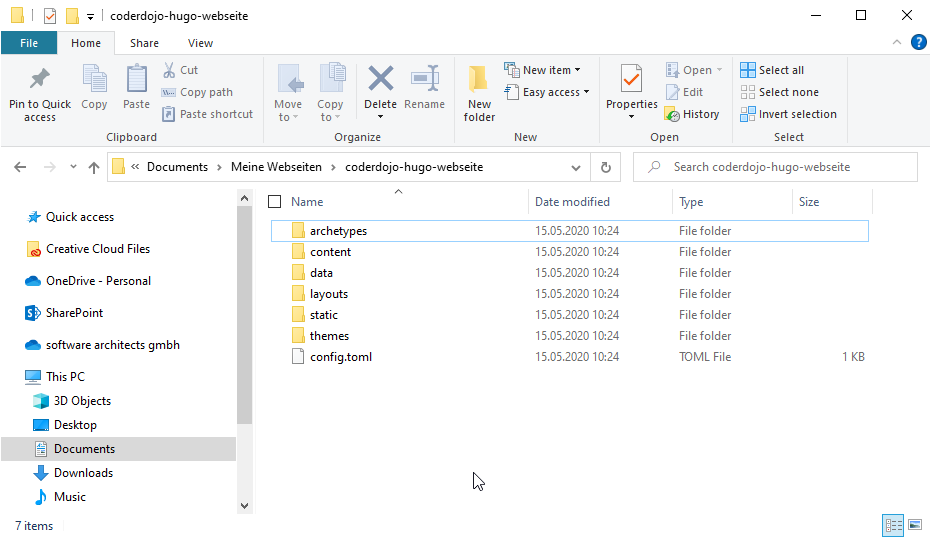 coderdojo-hugo-webseite
File Home Share View
Pin to Quick access
Copy
Paste
Cut
Copy path
Paste shortcut
Clipboard
Move to
Copy to
Delete
Rename
Organize
New folder
New item
Easy access
New
Properties
Open
Edit
History
Open
Select all
Select none
Invert selection
Select
« Documents › Meine Webseiten › coderdojo-hugo-webseite
Search coderdojo-hugo-webseite
Quick access
Creative Cloud Files
OneDrive - Personal
SharePoint
software architects gmbh
This PC
3D Objects
Desktop
Documents
Downloads
Music
Name Date modified Type Size
archetypes 15.05.2020 10:24 File folder
content 15.05.2020 10:24 File folder
data 15.05.2020 10:24 File folder
layouts 15.05.2020 10:24 File folder
static 15.05.2020 10:24 File folder
themes 15.05.2020 10:24 File folder
config.toml 15.05.2020 10:24 TOML File 1 KB
7 items